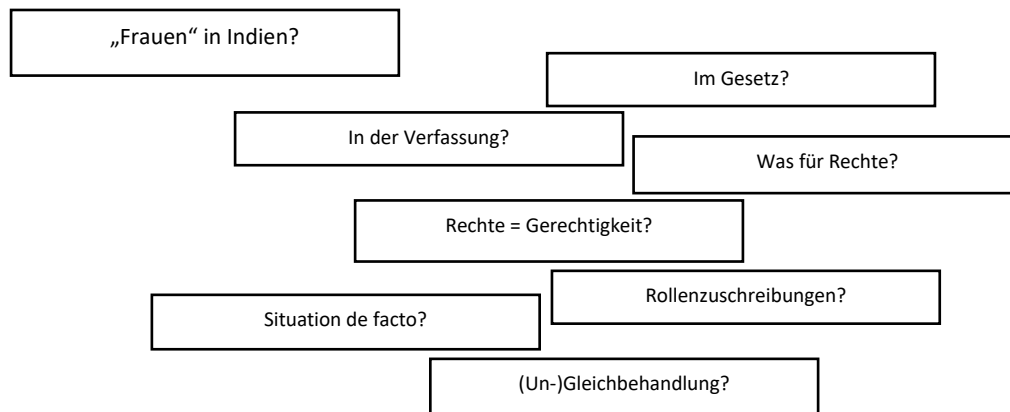 „Frauen“ in Indien?
Im Gesetz?
In der Verfassung?
Was für Rechte?
Rechte = Gerechtigkeit?
Rollenzuschreibungen?
Situation de facto?
(Un-)Gleichbehandlung?